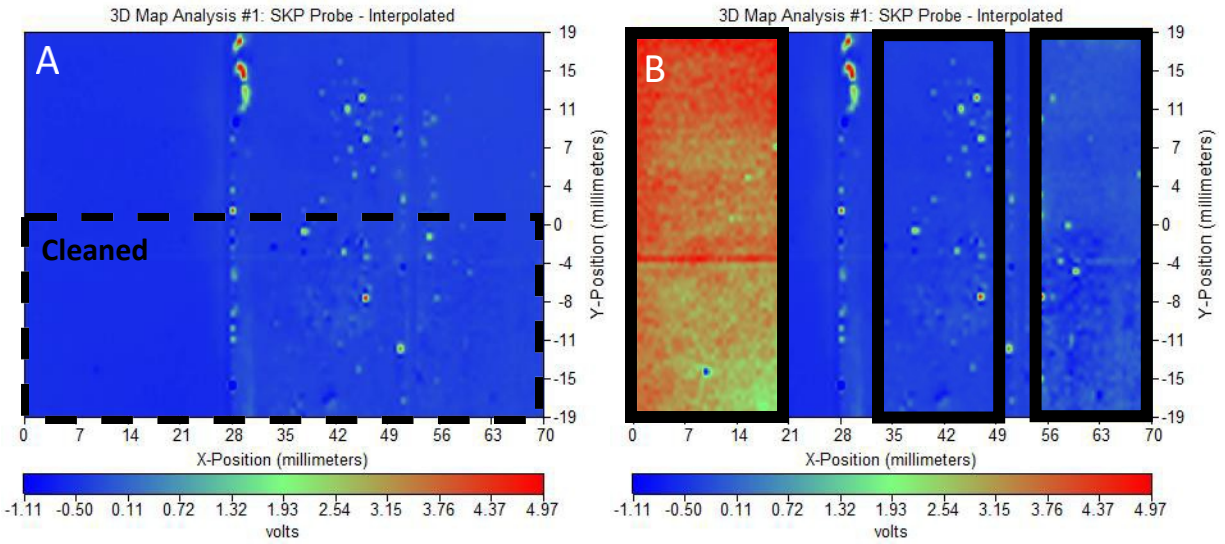 3D Map Analysis #1: SKP Probe - Interpolated
A
Cleaned
19
15
11
7
4
0
-4
-8
-11
-15
-19
Y-Position (millimeters)
0 7 14 21 28 35 42 49 56 63 70
X-Position (millimeters)
-1.11 -0.50 0.11 0.72 1.32 1.93 2.54 3.15 3.76 4.37 4.97
volts
3D Map Analysis #1: SKP Probe - Interpolated
B
19
15
11
7
4
0
-4
-8
-11
-15
-19
Y-Position (millimeters)
0 7 14 21 28 35 42 49 56 63 70
X-Position (millimeters)
-1.11 -0.50 0.11 0.72 1.32 1.93 2.54 3.15 3.76 4.37 4.97
volts